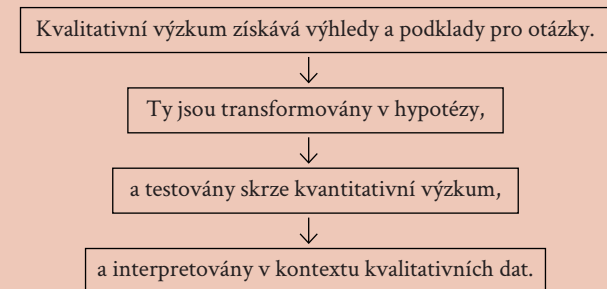 Kvalitativní výzkum získává výhledy a podklady pro otázky.
Ty jsou transformovány v hypotézy,
a testovány skrze kvantitativní výzkum,
a interpretovány v kontextu kvalitativních dat.